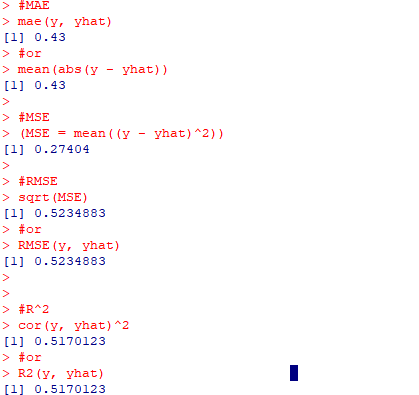 > #MAE
> mae(y, yhat)
[1] 0.43
> #or
> mean(abs(y - yhat))
[1] 0.43
>
> #MSE
> (MSE = mean((y - yhat)^2))
[1] 0.27404
>
> #RMSE
> sqrt(MSE)
[1] 0.5234883
> #or
> RMSE(y, yhat)
[1] 0.5234883
>
>
> #R^2
> cor(y, yhat)^2
[1] 0.5170123
> #or
> R2(y, yhat)
[1] 0.5170123